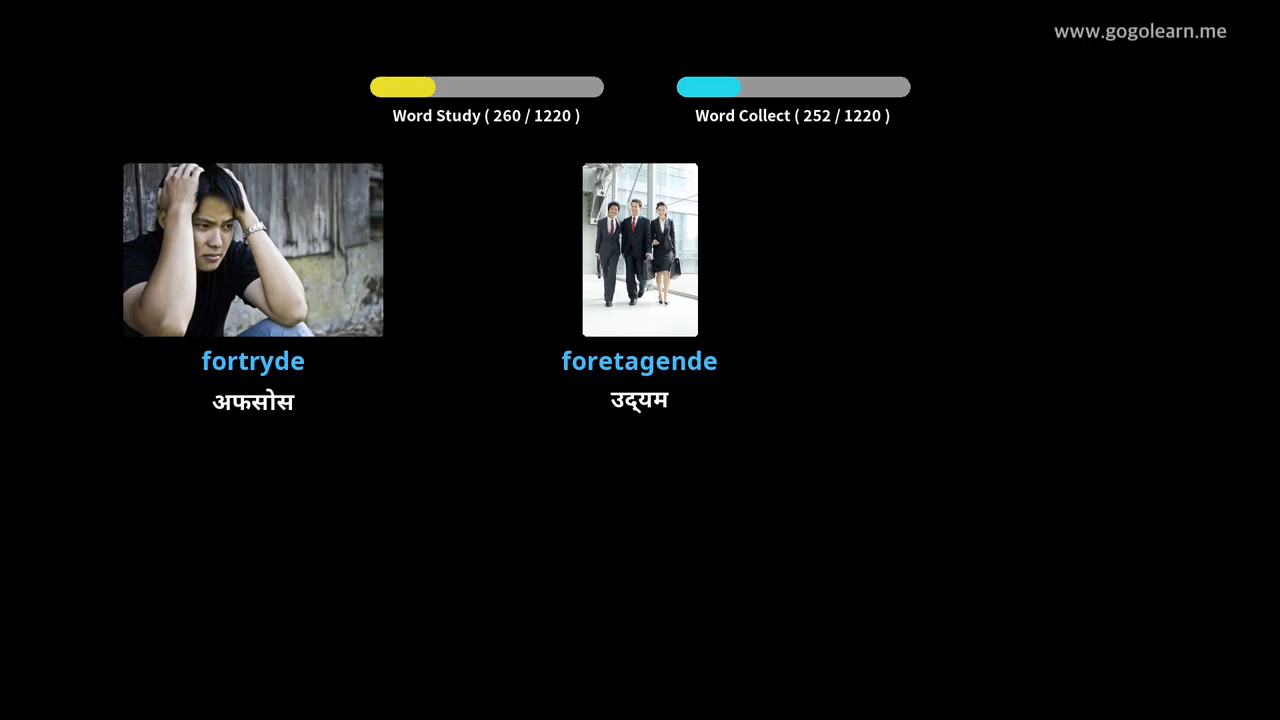 www.gogolearn.me
Word Study ( 260 / 1220 )
Word Collect ( 252 / 1220 )
fortryde
अफसोस
foretagende
उद्यम